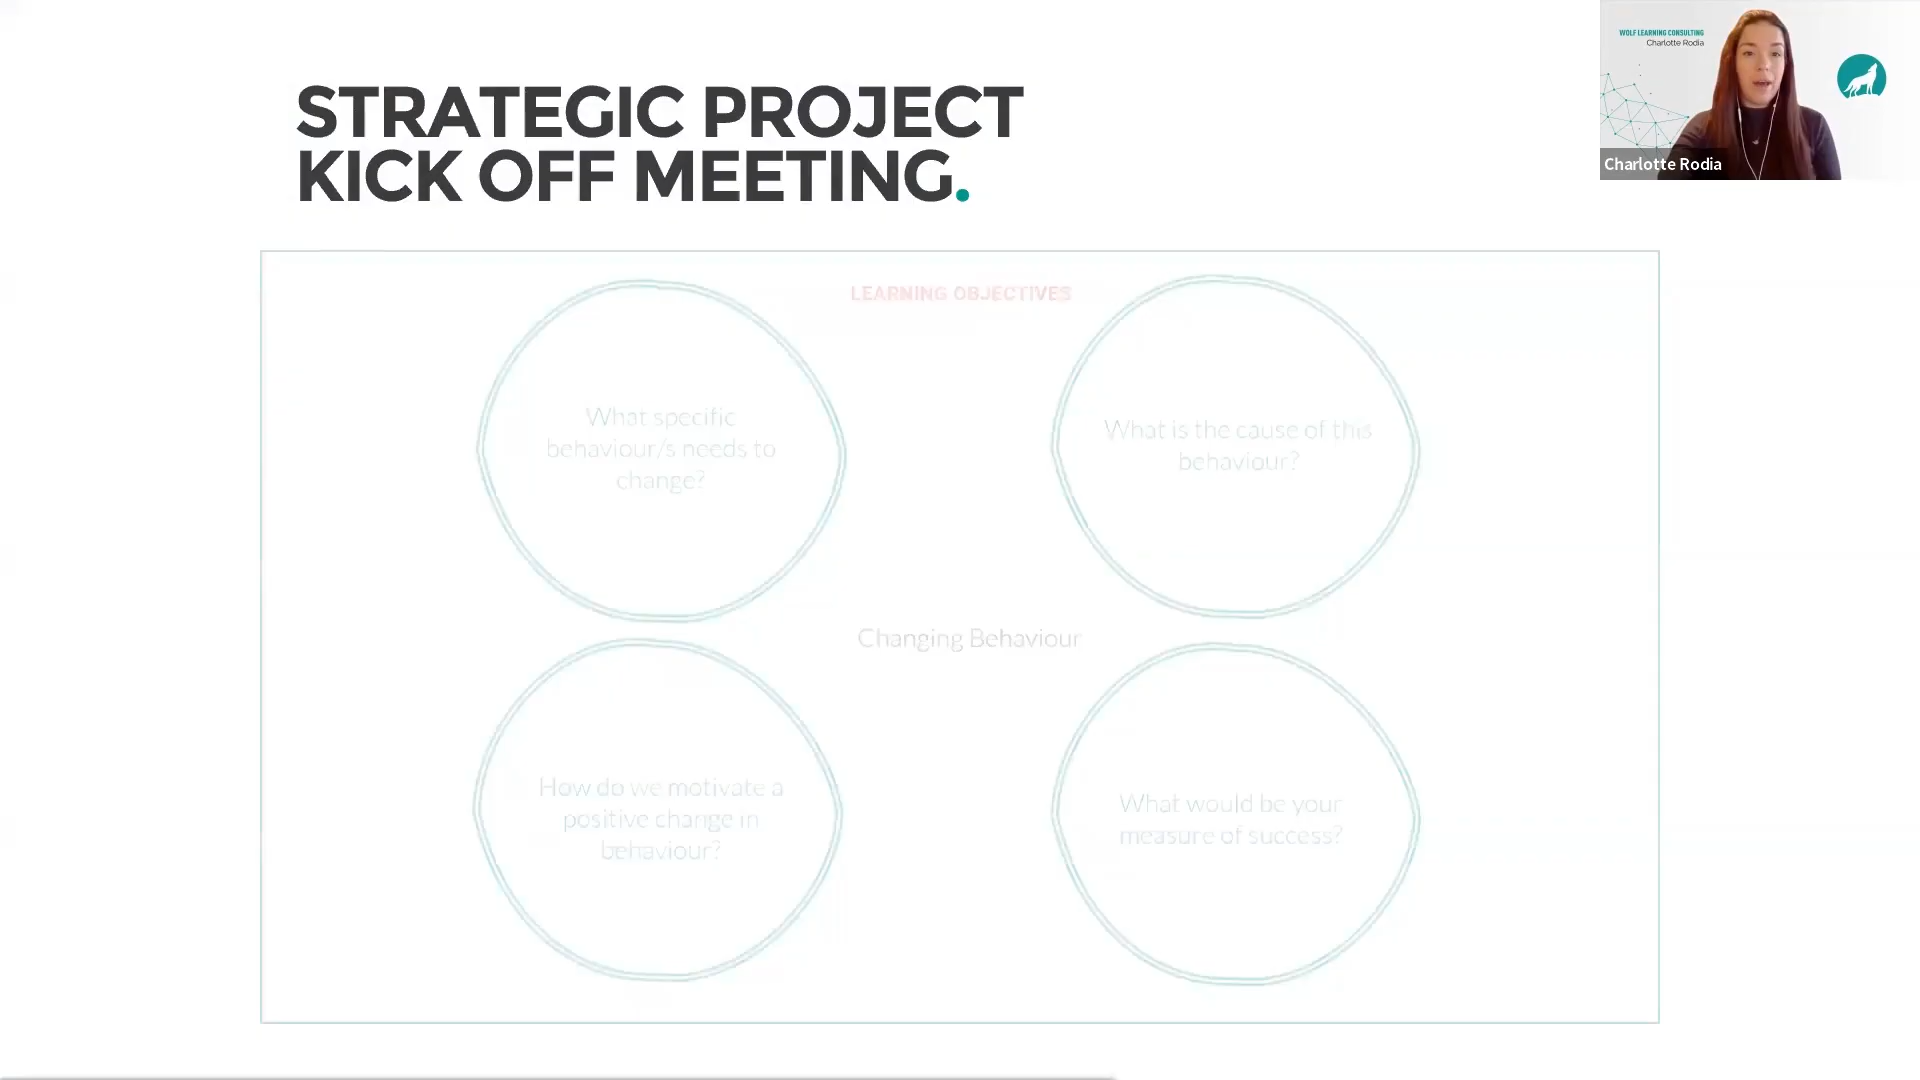 STRATEGIC PROJECT
KICK OFF MEETING.
WOLF LEARNING CONSULTING
Charlotte Rodia
Charlotte Rodia
LEARNING OBJECTIVES
What specific
behaviour/s needs to
change?
What is the cause of this
behaviour?
Changing Behaviour
How do we motivate a
positive change in
behaviour?
What would be your
measure of success?